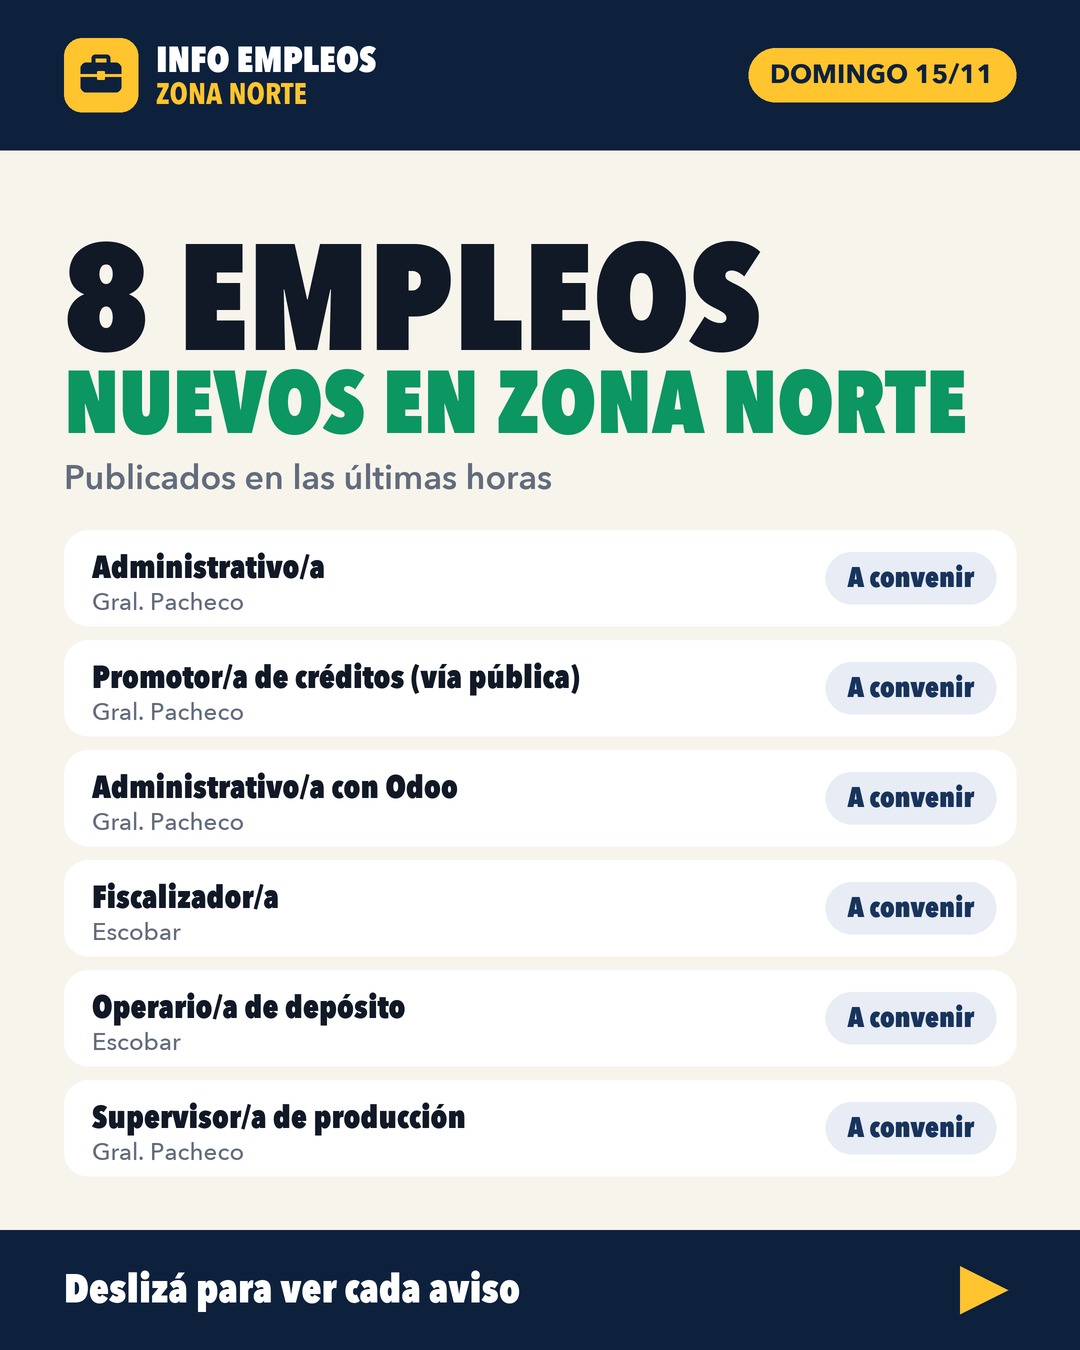 INFO EMPLEOS
ZONA NORTE
DOMINGO 15/11
8 EMPLEOS
NUEVOS EN ZONA NORTE
Publicados en las últimas horas
Administrativo/a
Gral. Pacheco
A convenir
Promotor/a de créditos (vía pública)
Gral. Pacheco
A convenir
Administrativo/a con Odoo
Gral. Pacheco
A convenir
Fiscalizador/a
Escobar
A convenir
Operario/a de depósito
Escobar
A convenir
Supervisor/a de producción
Gral. Pacheco
A convenir
Deslizá para ver cada aviso